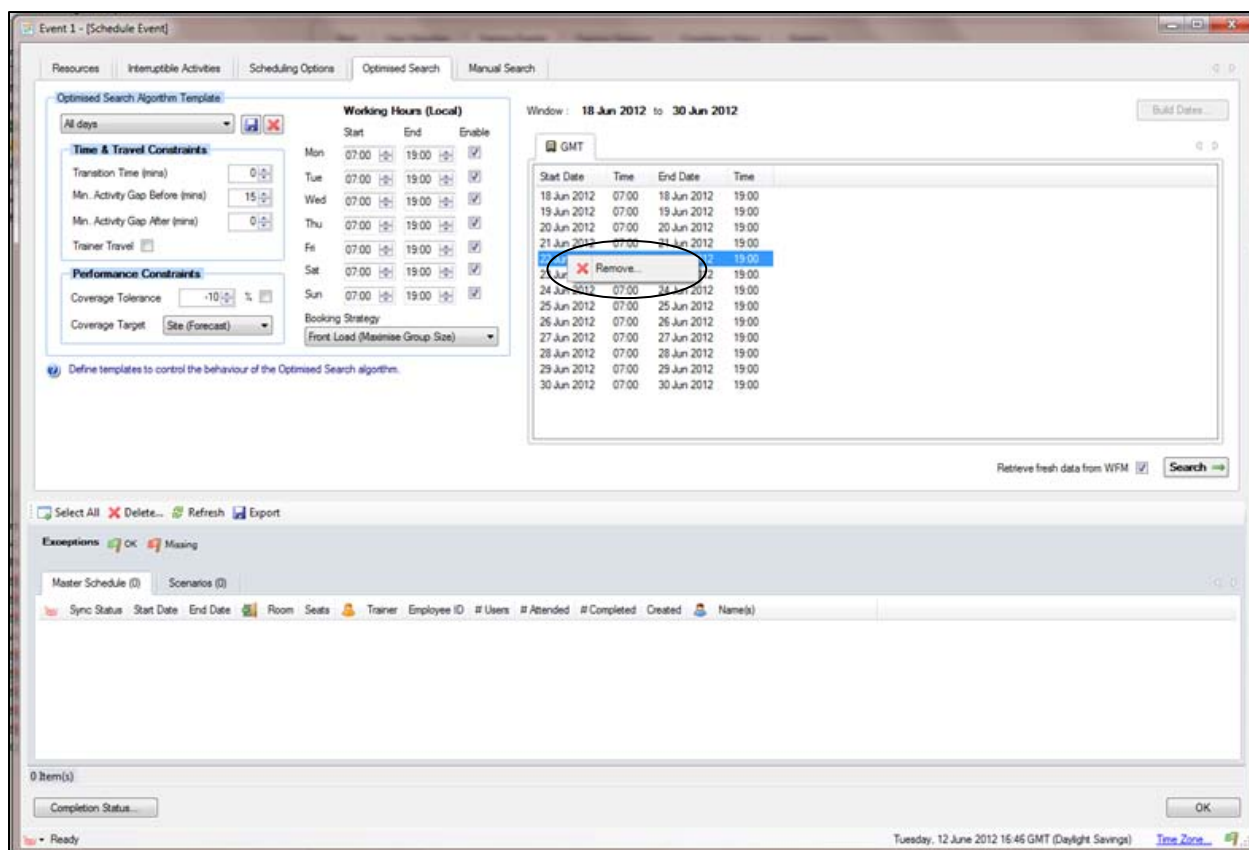 Event 1 - [Schedule Event]
Resources Interruptible Activities Scheduling Options Optimised Search Manual Search
Optimised Search Algorithm Template
All days
Time & Travel Constraints
Transition Time (mins) 0
Min. Activity Gap Before (mins) 15
Min. Activity Gap After (mins) 0
Trainer Travel
Performance Constraints
Coverage Tolerance -10 %
Coverage Target Site (Forecast)
Working Hours (Local)
Start End Enable
Mon 07:00 19:00
Tue 07:00 19:00
Wed 07:00 19:00
Thu 07:00 19:00
Fri 07:00 19:00
Sat 07:00 19:00
Sun 07:00 19:00
Booking Strategy
Front Load (Maximise Group Size)
Define templates to control the behaviour of the Optimised Search algorithm.
Window : 18 Jun 2012 to 30 Jun 2012
Build Dates...
GMT
Start Date Time End Date Time
18 Jun 2012 07:00 18 Jun 2012 19:00
19 Jun 2012 07:00 19 Jun 2012 19:00
20 Jun 2012 07:00 20 Jun 2012 19:00
21 Jun 2012 07:00 21 Jun 2012 19:00
19:00
Remove...
19:00
24 Jun 2012 07:00 24 Jun 2012 19:00
25 Jun 2012 07:00 25 Jun 2012 19:00
26 Jun 2012 07:00 26 Jun 2012 19:00
27 Jun 2012 07:00 27 Jun 2012 19:00
28 Jun 2012 07:00 28 Jun 2012 19:00
29 Jun 2012 07:00 29 Jun 2012 19:00
30 Jun 2012 07:00 30 Jun 2012 19:00
Retrieve fresh data from WFM Search
Select All Delete... Refresh Export
Exceptions OK Missing
Master Schedule (0) Scenarios (0)
Sync Status Start Date End Date Room Seats Trainer Employee ID # Users # Attended # Completed Created Name(s)
0 Item(s)
Completion Status... OK
Ready Tuesday, 12 June 2012 16:46 GMT (Daylight Savings) Time Zone...